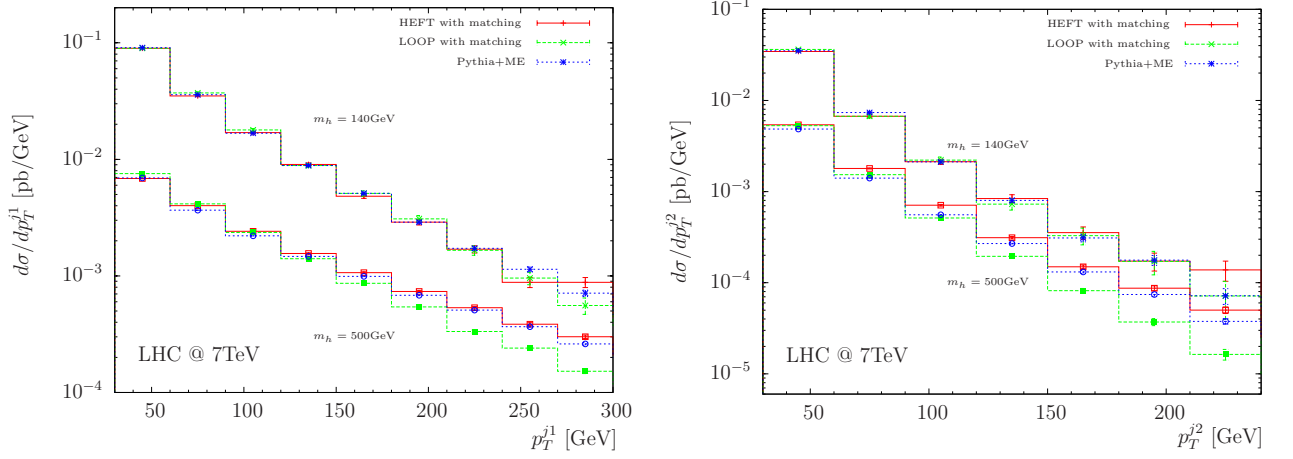 HEFT with matching
LOOP with matching
Pythia+ME
m_h = 140GeV
m_h = 500GeV
LHC @ 7TeV
dσ/dp_T^{j1} [pb/GeV]
10^{-1}
10^{-2}
10^{-3}
10^{-4}
50 100 150 200 250 300
p_T^{j1} [GeV]
HEFT with matching
LOOP with matching
Pythia+ME
m_h = 140GeV
m_h = 500GeV
LHC @ 7TeV
dσ/dp_T^{j2} [pb/GeV]
10^{-1}
10^{-2}
10^{-3}
10^{-4}
10^{-5}
50 100 150 200
p_T^{j2} [GeV]